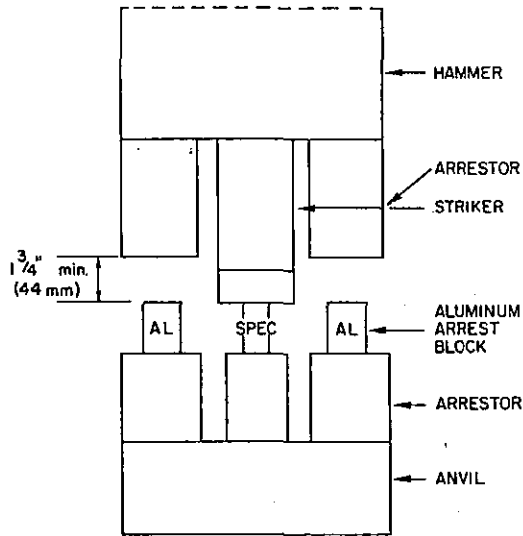 HAMMER
ARRESTOR
STRIKER
1 3/4" min.
(44 mm)
AL
SPEC
AL
ALUMINUM
ARREST
BLOCK
ARRESTOR
ANVIL